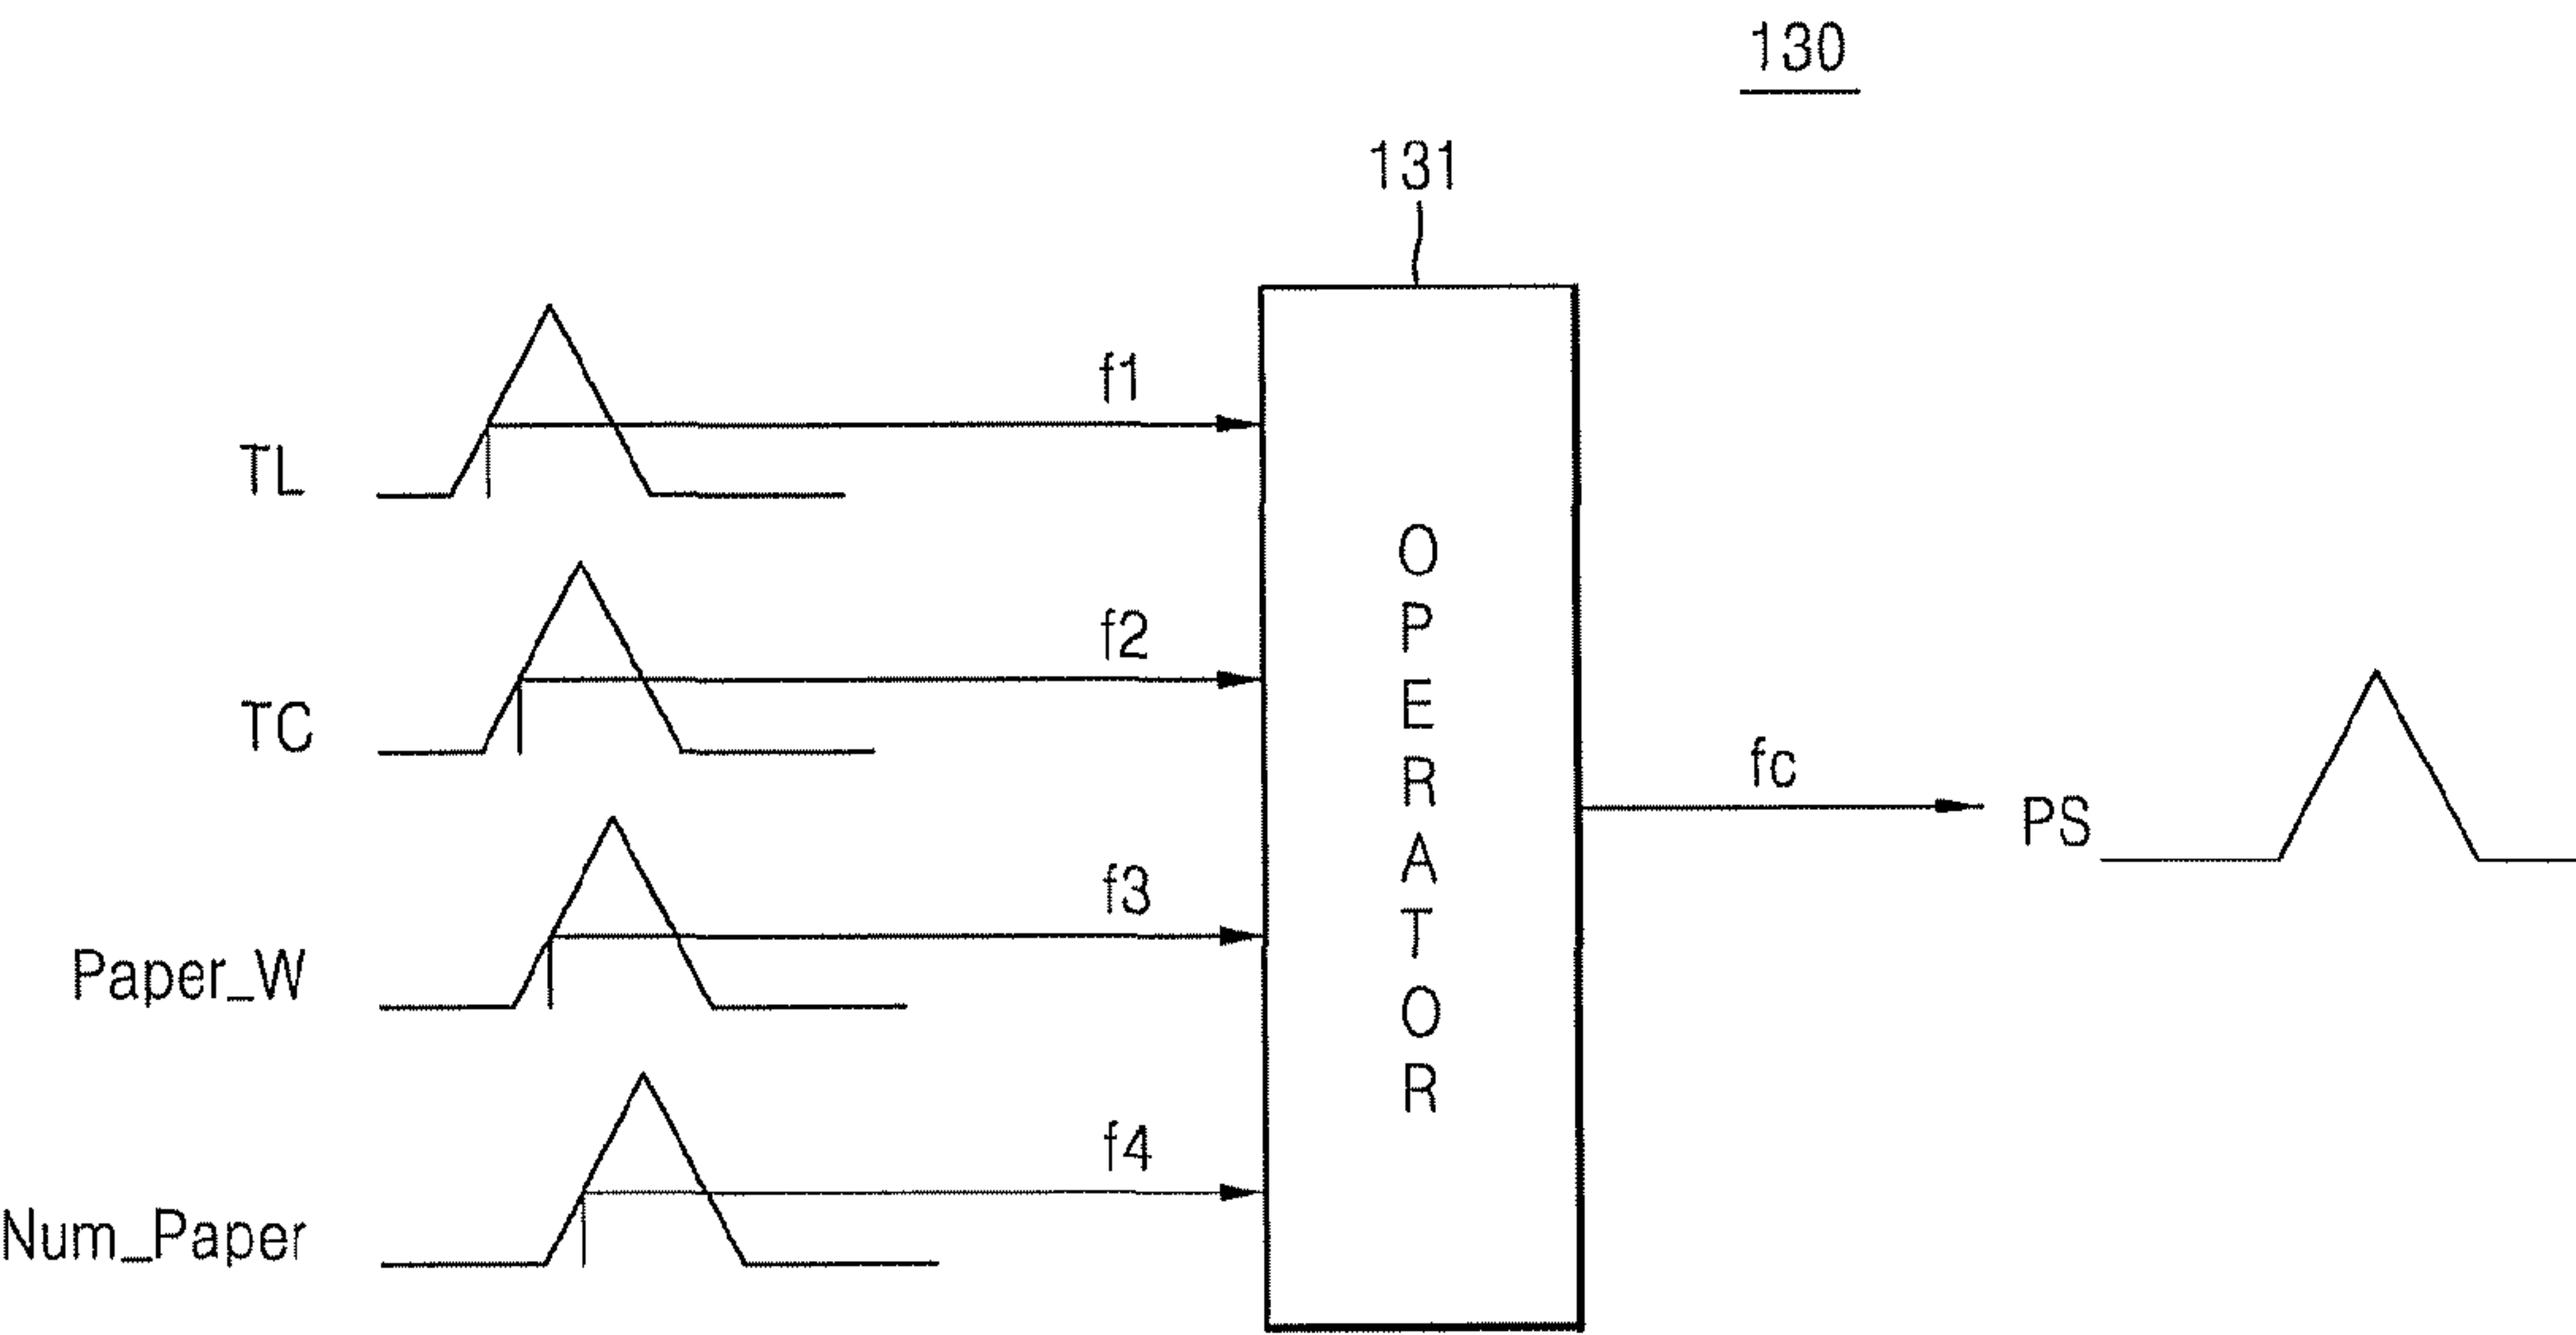 130
131
f1
TL
f2
TC
f3
Paper_W
f4
Num_Paper
OPERATOR
fc
PS